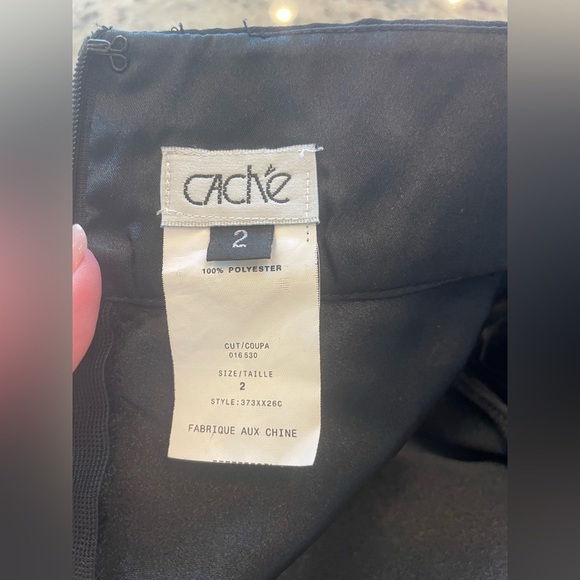 CACHÉ
2
100% POLYESTER
CUT/COUPA
016530
SIZE/TAILLE
2
STYLE:373XX26C
FABRIQUE AUX CHINE